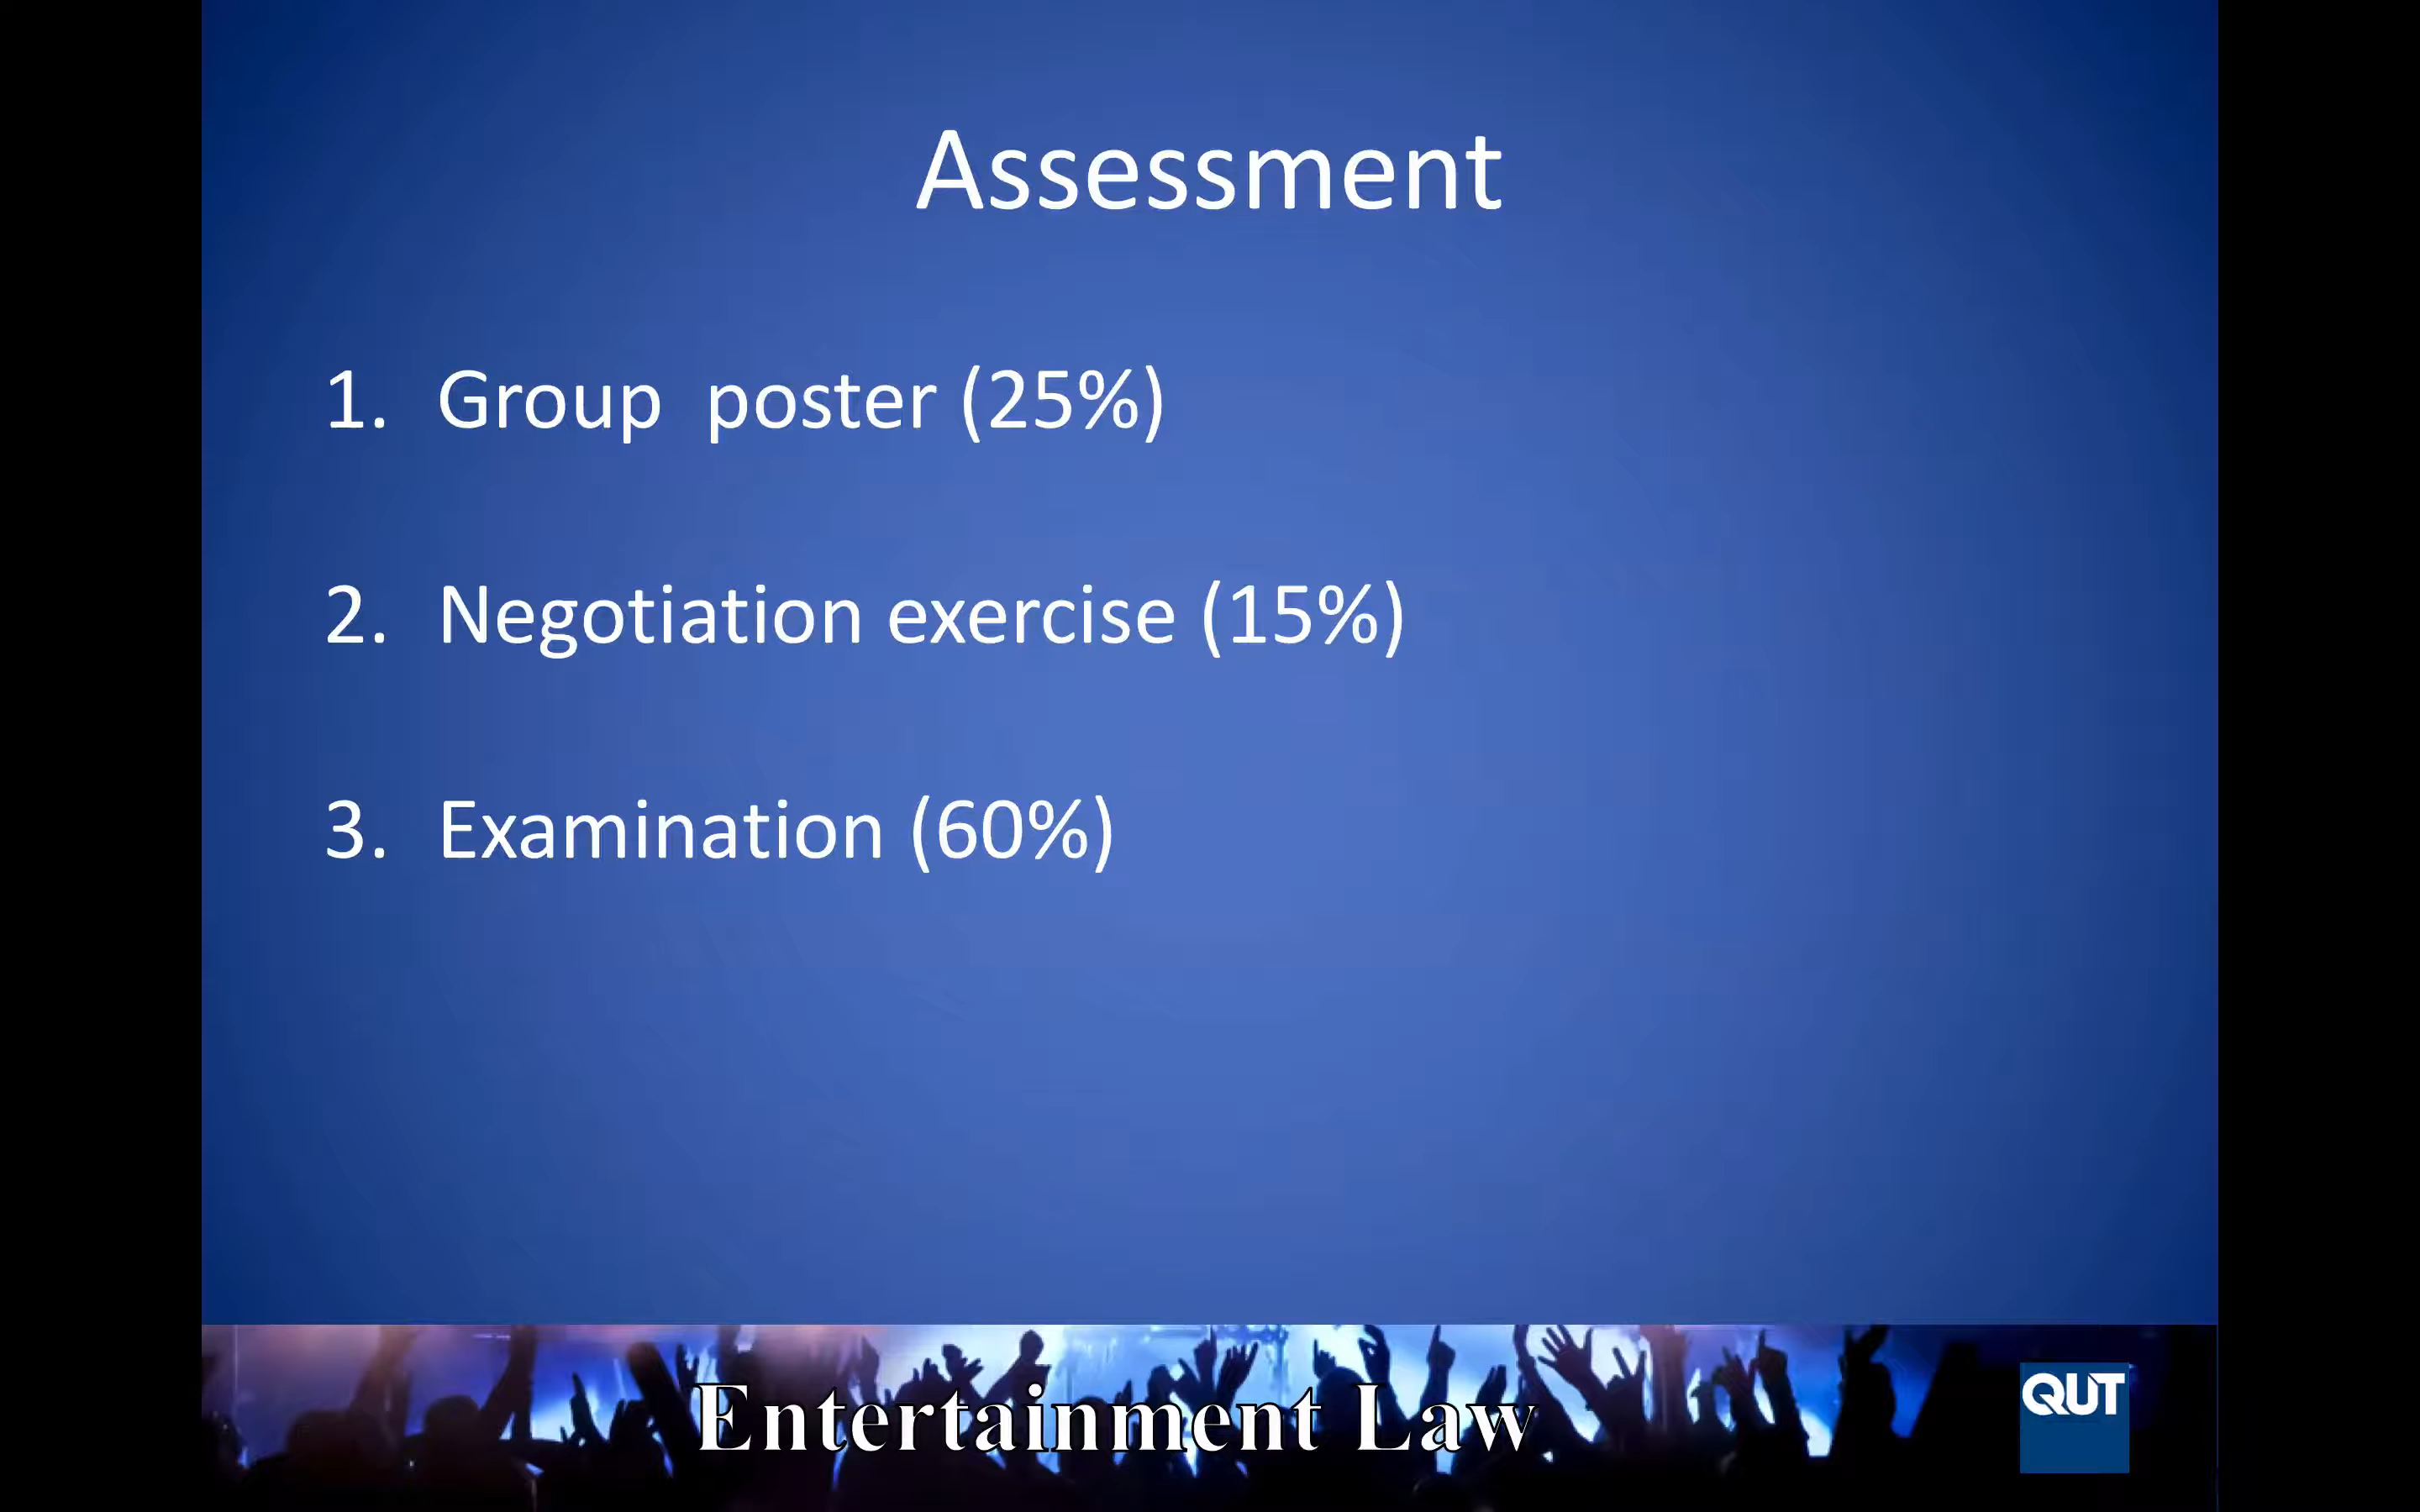 Assessment
1. Group poster (25%)
2. Negotiation exercise (15%)
3. Examination (60%)
Entertainment Law
QUT